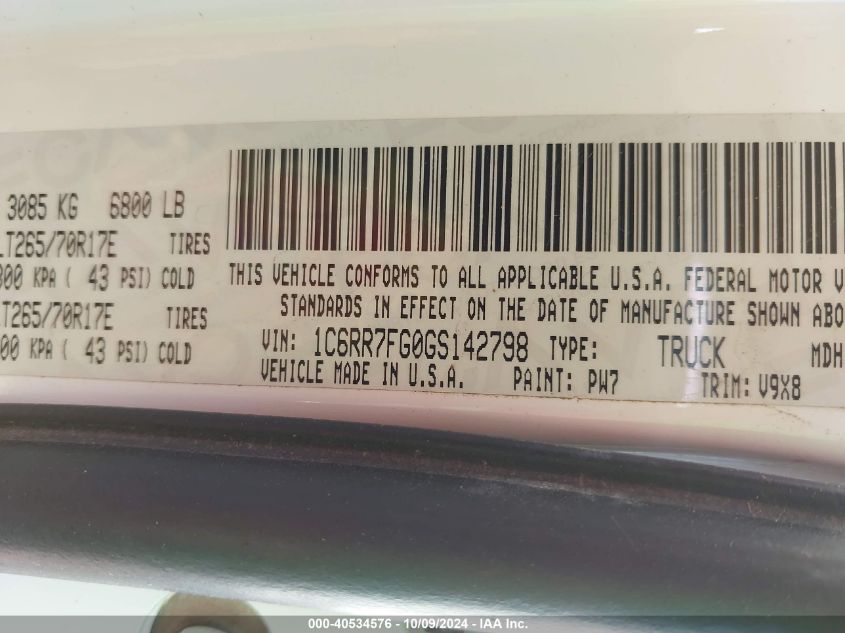 3085 KG 6800 LB
LT265/70R17E TIRES
300 KPA ( 43 PSI) COLD
LT265/70R17E TIRES
00 KPA ( 43 PSI) COLD
THIS VEHICLE CONFORMS TO ALL APPLICABLE U.S.A. FEDERAL MOTOR V
STANDARDS IN EFFECT ON THE DATE OF MANUFACTURE SHOWN ABO
VIN: 1C6RR7FG0GS142798 TYPE: TRUCK MDH
VEHICLE MADE IN U.S.A. PAINT: PW7 TRIM: V9X8
000-40534576 - 10/09/2024 - IAA Inc.